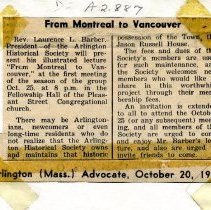 A2.847
From Montreal to Vancouver
Rev. Laurence L. Barber,
President of the Arlington
Historical Society will pre-
sent his illustrated lecture
"From Montreal to Van-
couver", at the first meeting
of the season of the group
Oct. 25, at 8 p.m. in the
Fellowship Hall of the Pleas-
ant Street Congregational
church.
There may be Arlington-
ians, newcomers or even
long-time residents who do
not realize that the Arlington
Historical Society owns
and maintains that historic
possession of the Town, the
Jason Russell House.
The fees and dues of
Society's members are used
for such maintenance, and
the Society welcomes new
members who would like
share in this worthwhile
project through their mem-
bership fees.
An invitation is extended
to all to attend the October
25 (or any subsequent) meet-
ing, and all members of
Society are urged to come
and enjoy Mr. Barber's lec-
ture, and also are urged to
invite friends to come.
Arlington (Mass.) Advocate, October 20,